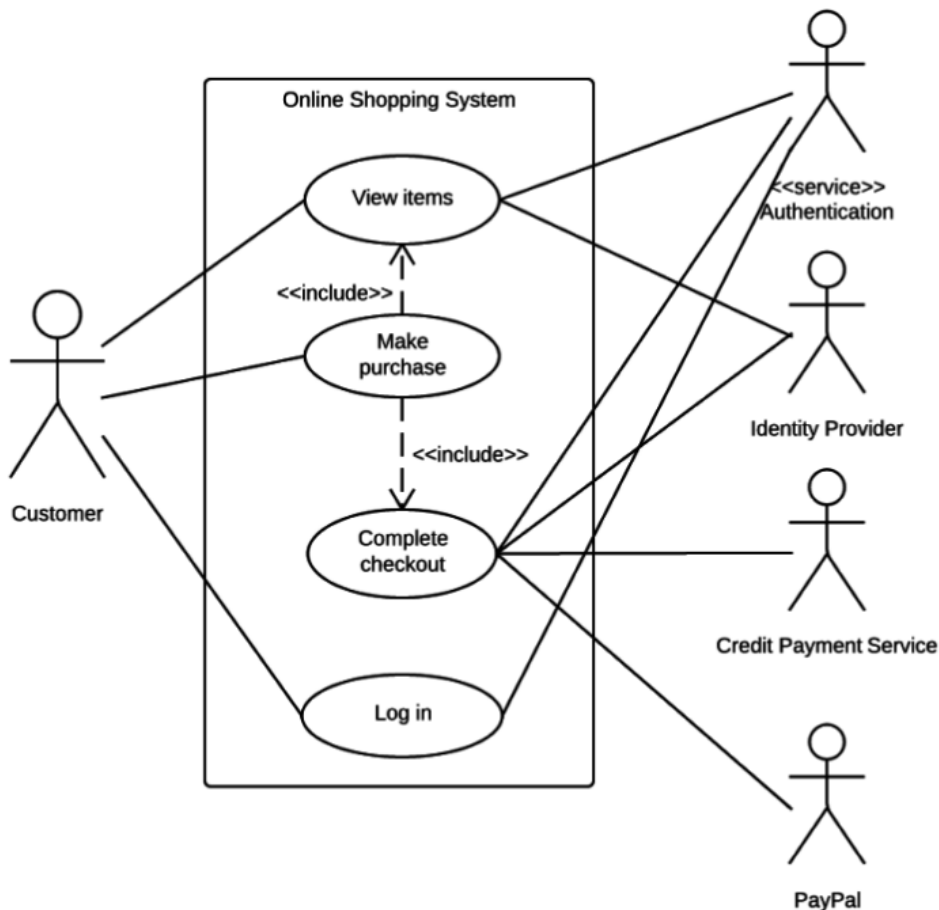 Online Shopping System
View items
<<include>>
Make
purchase
<<include>>
Complete
checkout
Log in
Customer
<<service>>
Authentication
Identity Provider
Credit Payment Service
PayPal